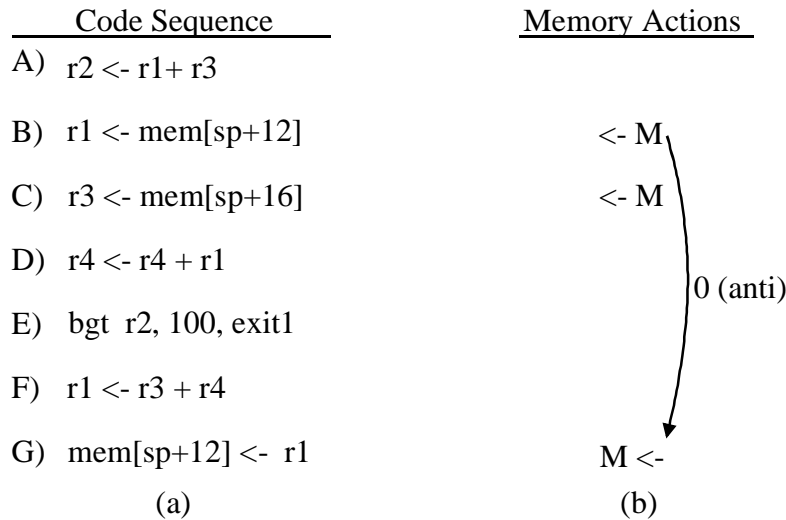 Code Sequence Memory Actions
A) r2 <- r1+ r3
B) r1 <- mem[sp+12] <- M
C) r3 <- mem[sp+16] <- M
D) r4 <- r4 + r1
0 (anti)
E) bgt r2, 100, exit1
F) r1 <- r3 + r4
G) mem[sp+12] <- r1 M <-
(a) (b)